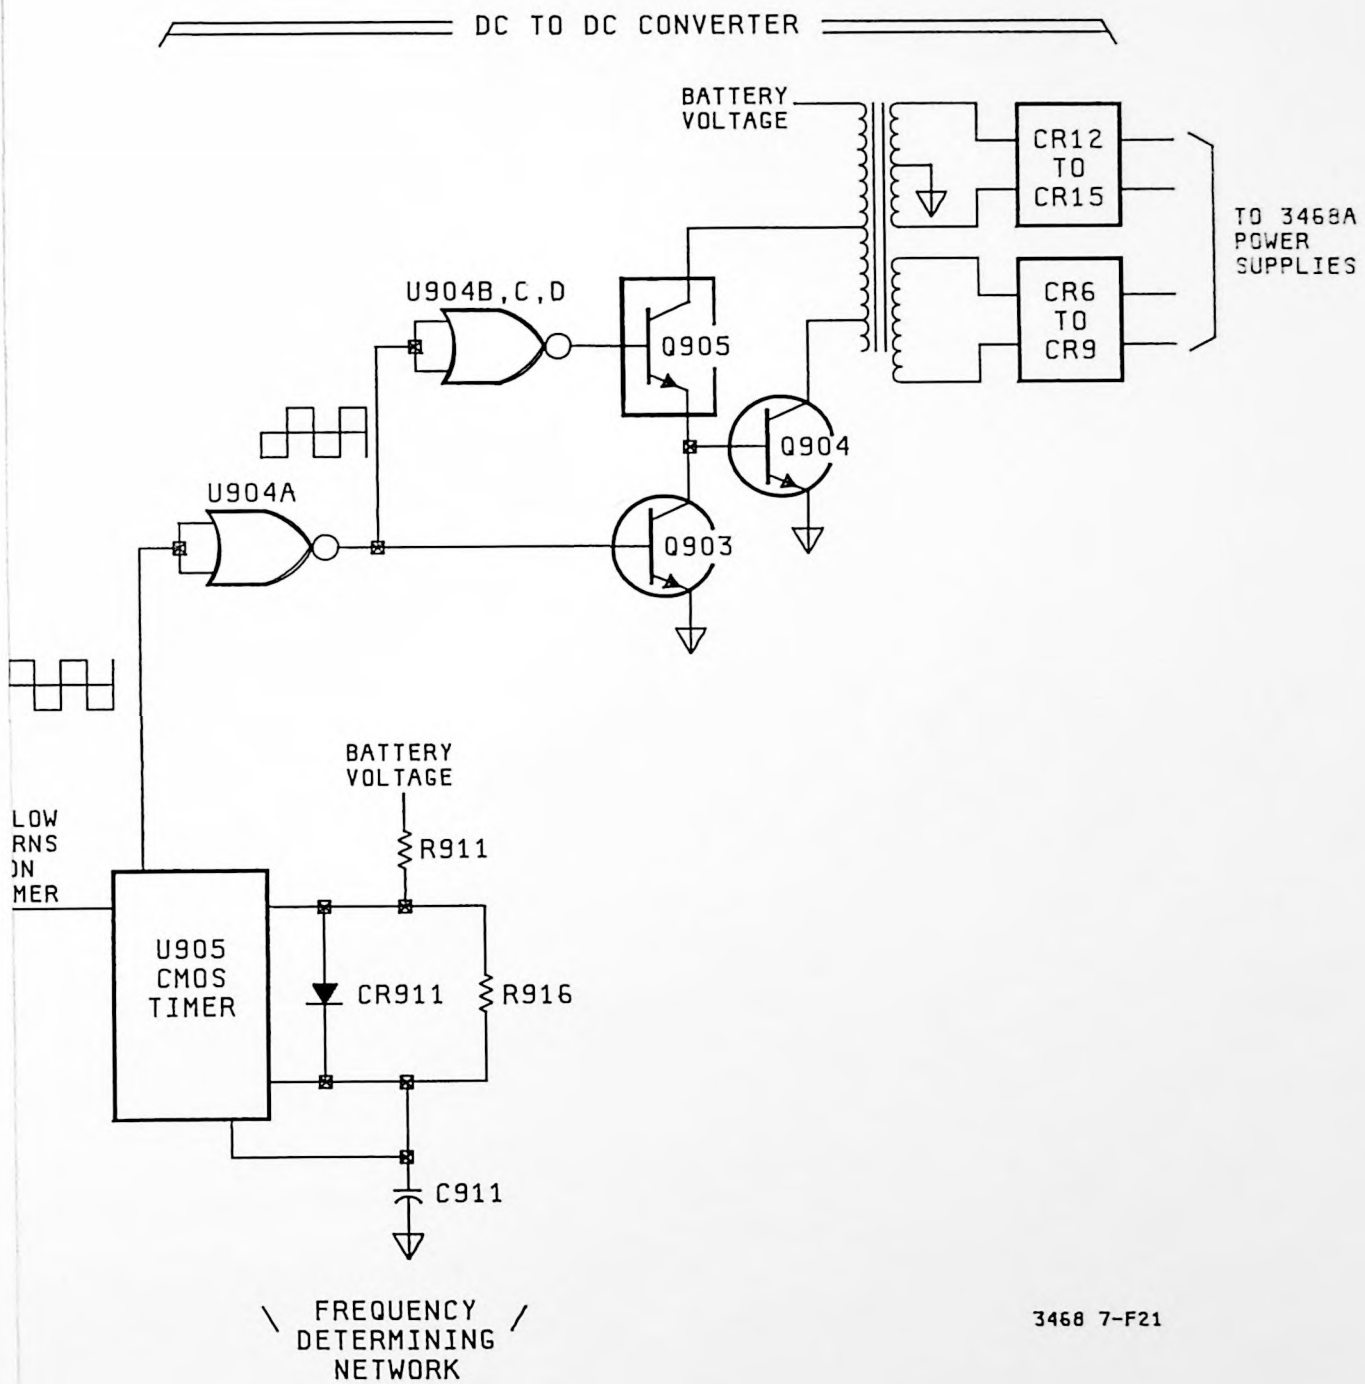 DC TO DC CONVERTER
BATTERY
VOLTAGE
CR12
TO
CR15
TO 3468A
POWER
SUPPLIES
CR6
TO
CR9
U904B,C,D
Q905
Q904
U904A
Q903
BATTERY
VOLTAGE
R911
LOW
RNS
ON
MER
U905
CMOS
TIMER
CR911
R916
C911
FREQUENCY
DETERMINING
NETWORK
3468 7-F21